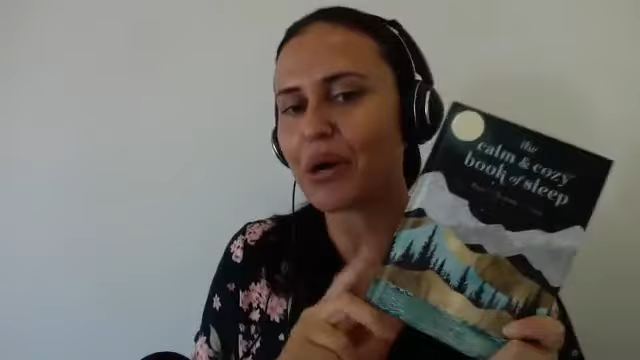 the
calm & cozy
book of sleep